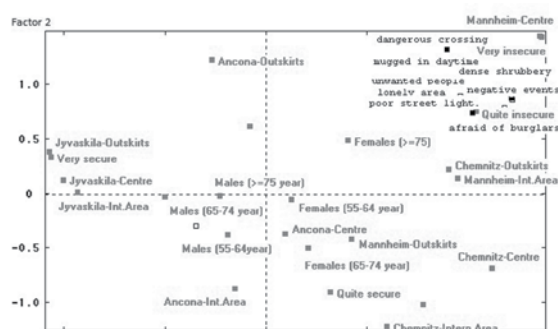 Factor 2
Mannheim-Centre
dangerous crossing
Very insecure
mugged in daytime
dense shrubbery
unwanted people
negative events
lonely area
poor street light.
Quite insecure
afraid of burglars
1.0
Ancona-Outskirts
0.5
Females (>=75)
Jyvaskila-Outskirts
Very secure
Chemnitz-Outskirts
Jyvaskila-Centre
Males (>=75 year)
Mannheim-Int.Area
0
Jyvaskila-Int.Area
Males (65-74 year)
Females (55-64 year)
Ancona-Centre
Males (55-64year)
Mannheim-Outskirts
-0.5
Females (65-74 year)
Chemnitz-Centre
Ancona-Int.Area
Quite secure
-1.0
Chemnitz-Intern.Area